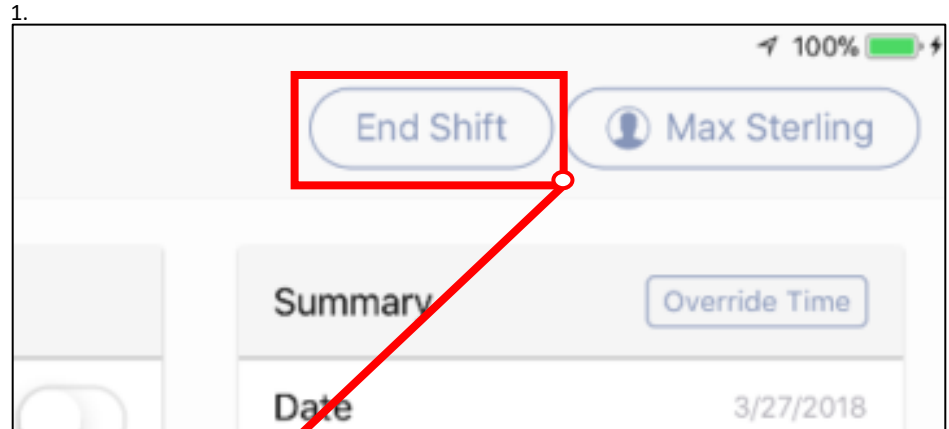 1.
100%
End Shift
Max Sterling
Summary
Override Time
Date
3/27/2018